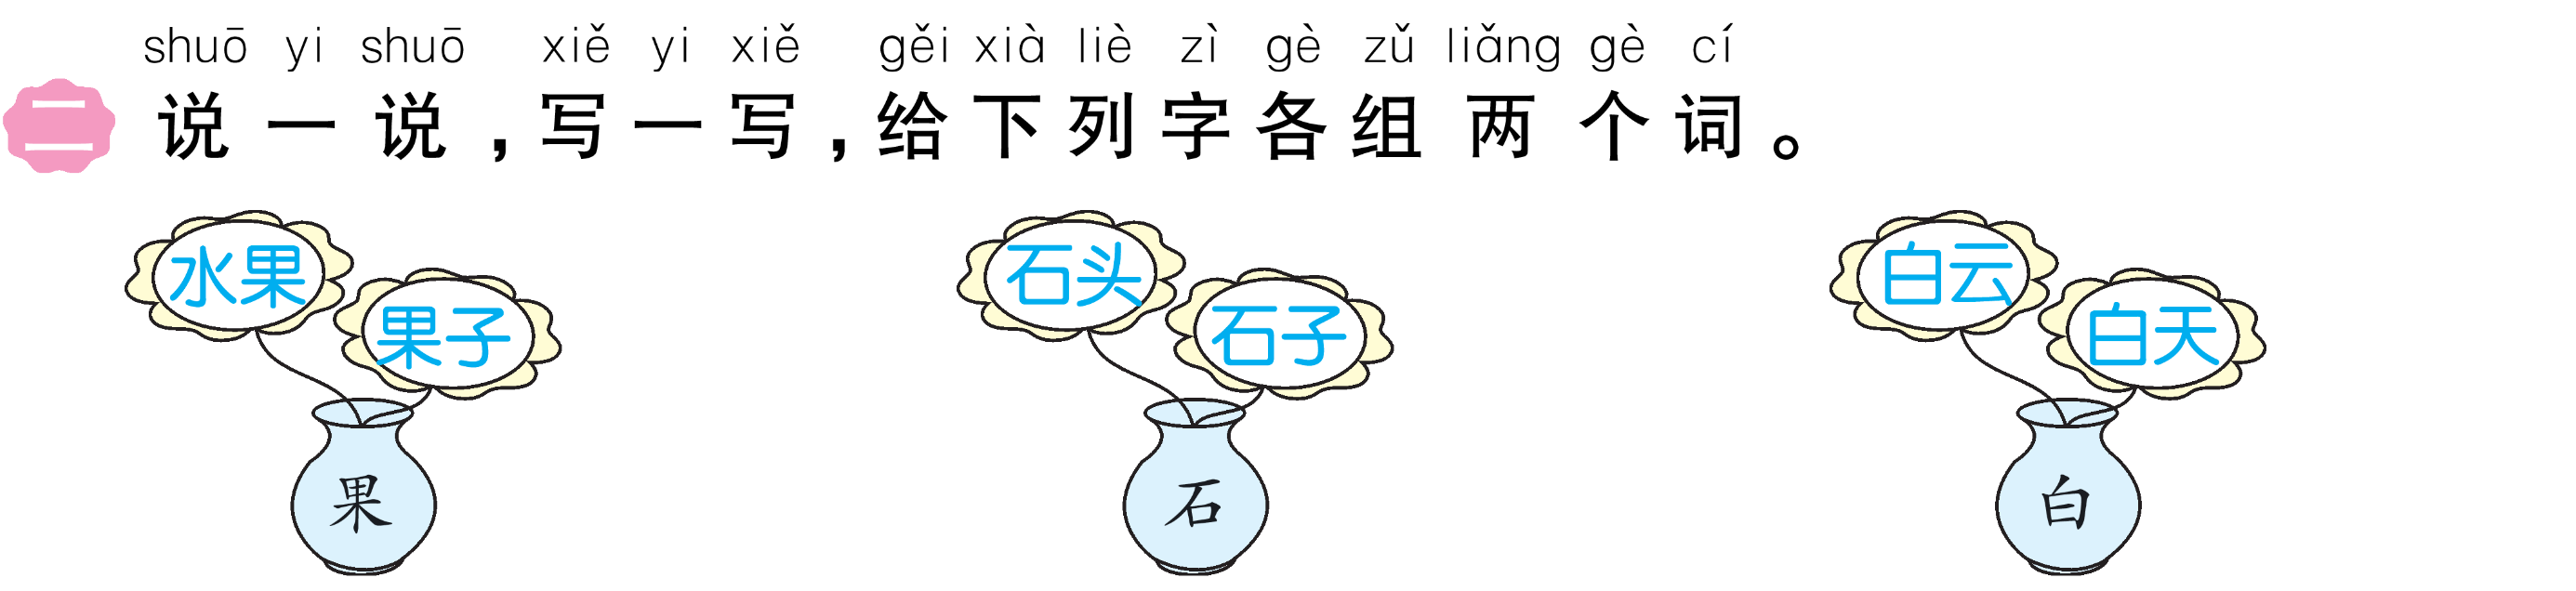 shuō yi shuō xiě yi xiě gěi xià liè zì gè zǔ liǎng gè cí
二 说一说，写一写，给下列字各组两个词。
水果 石头 白云
果子 石子 白天
果 石 白